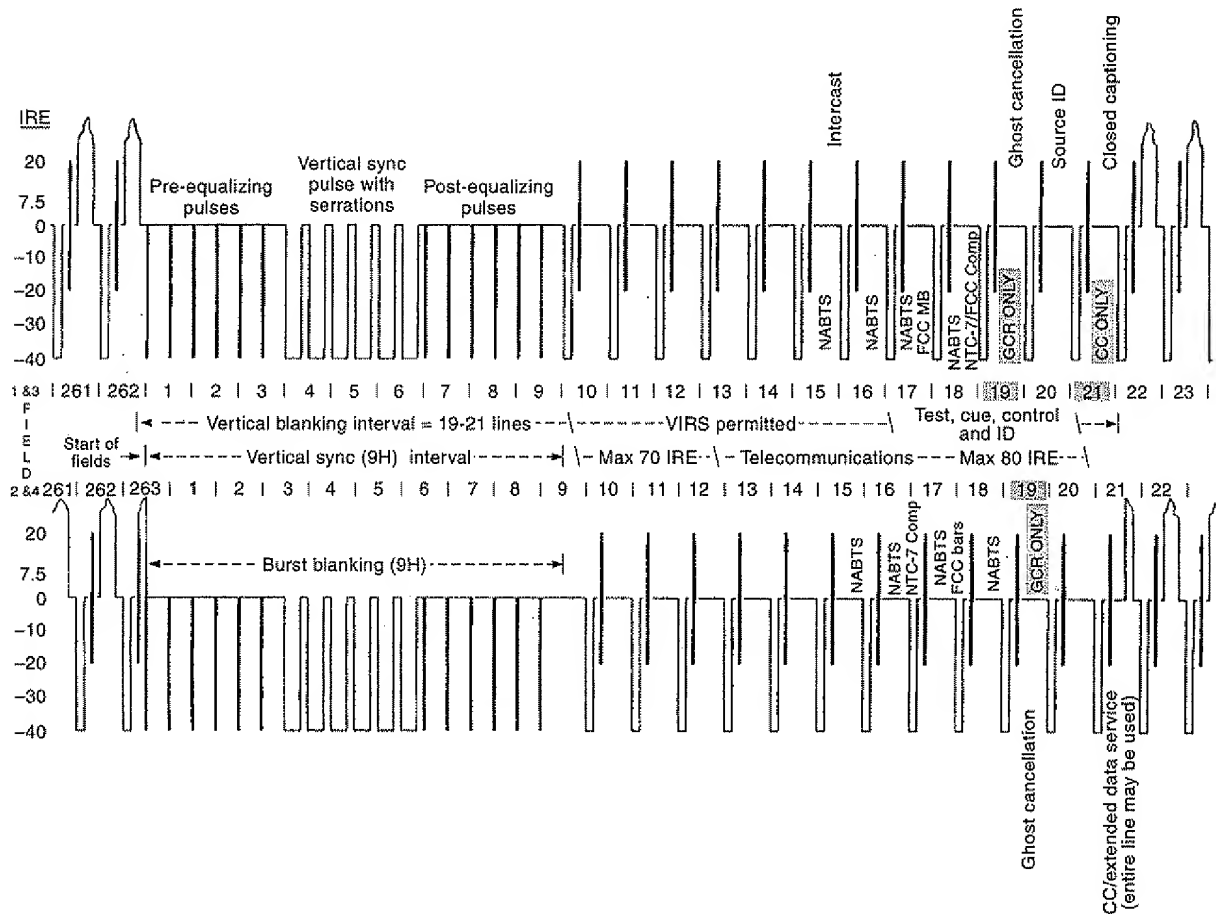 IRE
20
7.5
0
-10
-20
-30
-40
Pre-equalizing
pulses
Vertical sync
pulse with
serrations
Post-equalizing
pulses
Intercast
Ghost cancellation
Source ID
Closed captioning
NABTS
NABTS
NABTS
FCC MB
NABTS
NTC-7/FCC Comp
GCR ONLY
CC ONLY
1 &3 | 261 | 262 | 1 | 2 | 3 | 4 | 5 | 6 | 7 | 8 | 9 | 10 | 11 | 12 | 13 | 14 | 15 | 16 | 17 | 18 | 19 | 20 | 21 | 22 | 23 |
FIELD
Vertical blanking interval = 19-21 lines
VIRS permitted
Test, cue, control
and ID
Start of
fields
Vertical sync (9H) interval
Max 70 IRE
Telecommunications
Max 80 IRE
2 &4 261 | 262 | 263 | 1 | 2 | 3 | 4 | 5 | 6 | 7 | 8 | 9 | 10 | 11 | 12 | 13 | 14 | 15 | 16 | 17 | 18 | 19 | 20 | 21 | 22 |
20
7.5
0
-10
-20
-30
-40
Burst blanking (9H)
NABTS
NABTS
NTC-7 Comp
NABTS
FCC bars
NABTS
GCR ONLY
Ghost cancellation
CC/extended data service
(entire line may be used)